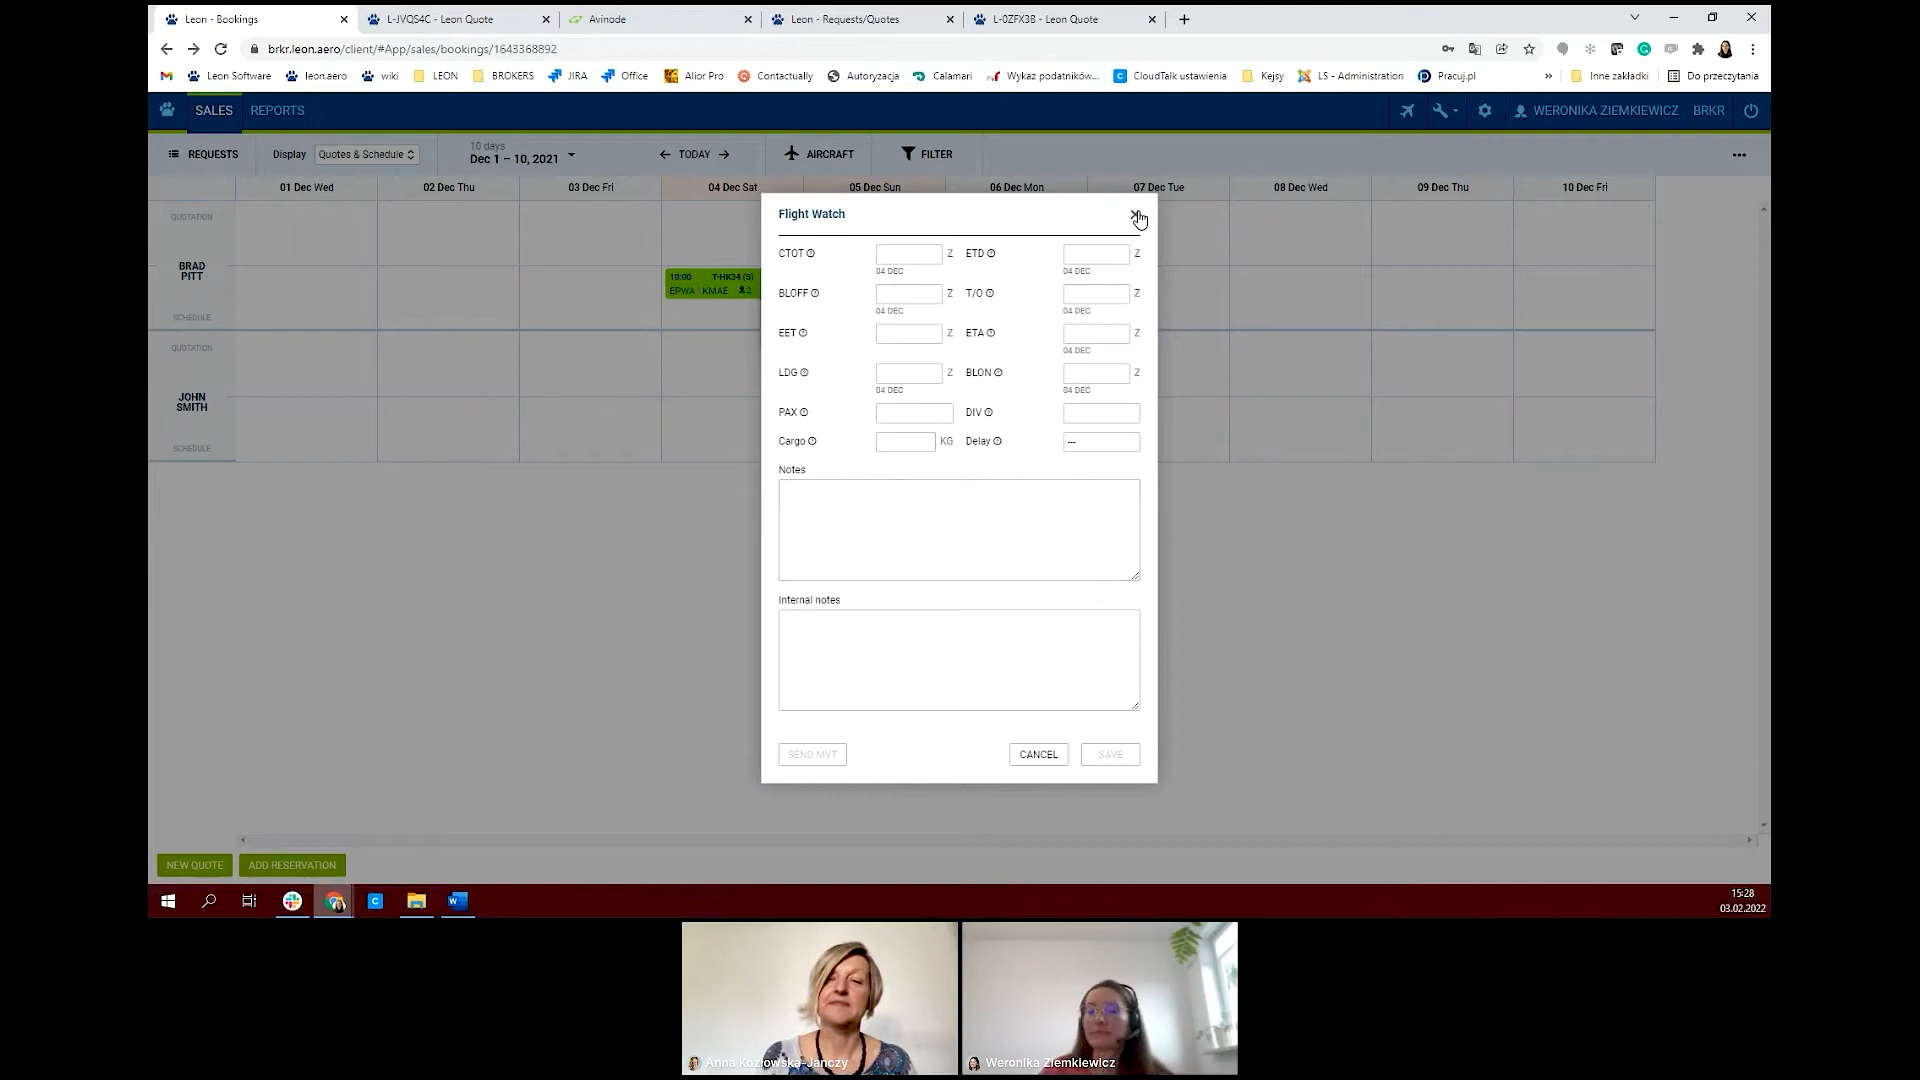 Leon - Bookings
L-JVQS4C - Leon Quote
Avinode
Leon - Requests/Quotes
L-0ZFX3B - Leon Quote
brkr.leon.aero/client/#App/sales/bookings/1643368892
Leon Software
leon.aero
wiki
LEON
BROKERS
JIRA
Office
Alior Pro
Contactually
Autoryzacja
Calamari
Wykaz podatników...
CloudTalk ustawienia
Kejsy
LS - Administration
Pracuj.pl
»
Inne zakładki
Do przeczytania
SALES
REPORTS
WERONIKA ZIEMKIEWICZ
BRKR
REQUESTS
Display
Quotes & Schedule
10 days
Dec 1 – 10, 2021
TODAY
AIRCRAFT
FILTER
01 Dec Wed
02 Dec Thu
03 Dec Fri
04 Dec Sat
05 Dec Sun
06 Dec Mon
07 Dec Tue
08 Dec Wed
09 Dec Thu
10 Dec Fri
QUOTATION
BRAD
PITT
SCHEDULE
10:00 T-HK34 (S)
EPWA KMAE 2
QUOTATION
JOHN
SMITH
SCHEDULE
Flight Watch
CTOT Z ETD Z
04 DEC 04 DEC
BLOFF Z T/O Z
04 DEC 04 DEC
EET Z ETA Z
04 DEC
LDG Z BLON Z
04 DEC 04 DEC
PAX DIV
Cargo KG Delay ---
Notes
Internal notes
SEND MVT
CANCEL
SAVE
NEW QUOTE
ADD RESERVATION
15:28
03.02.2022
Anna Kozłowska-Janczy
Weronika Ziemkiewicz